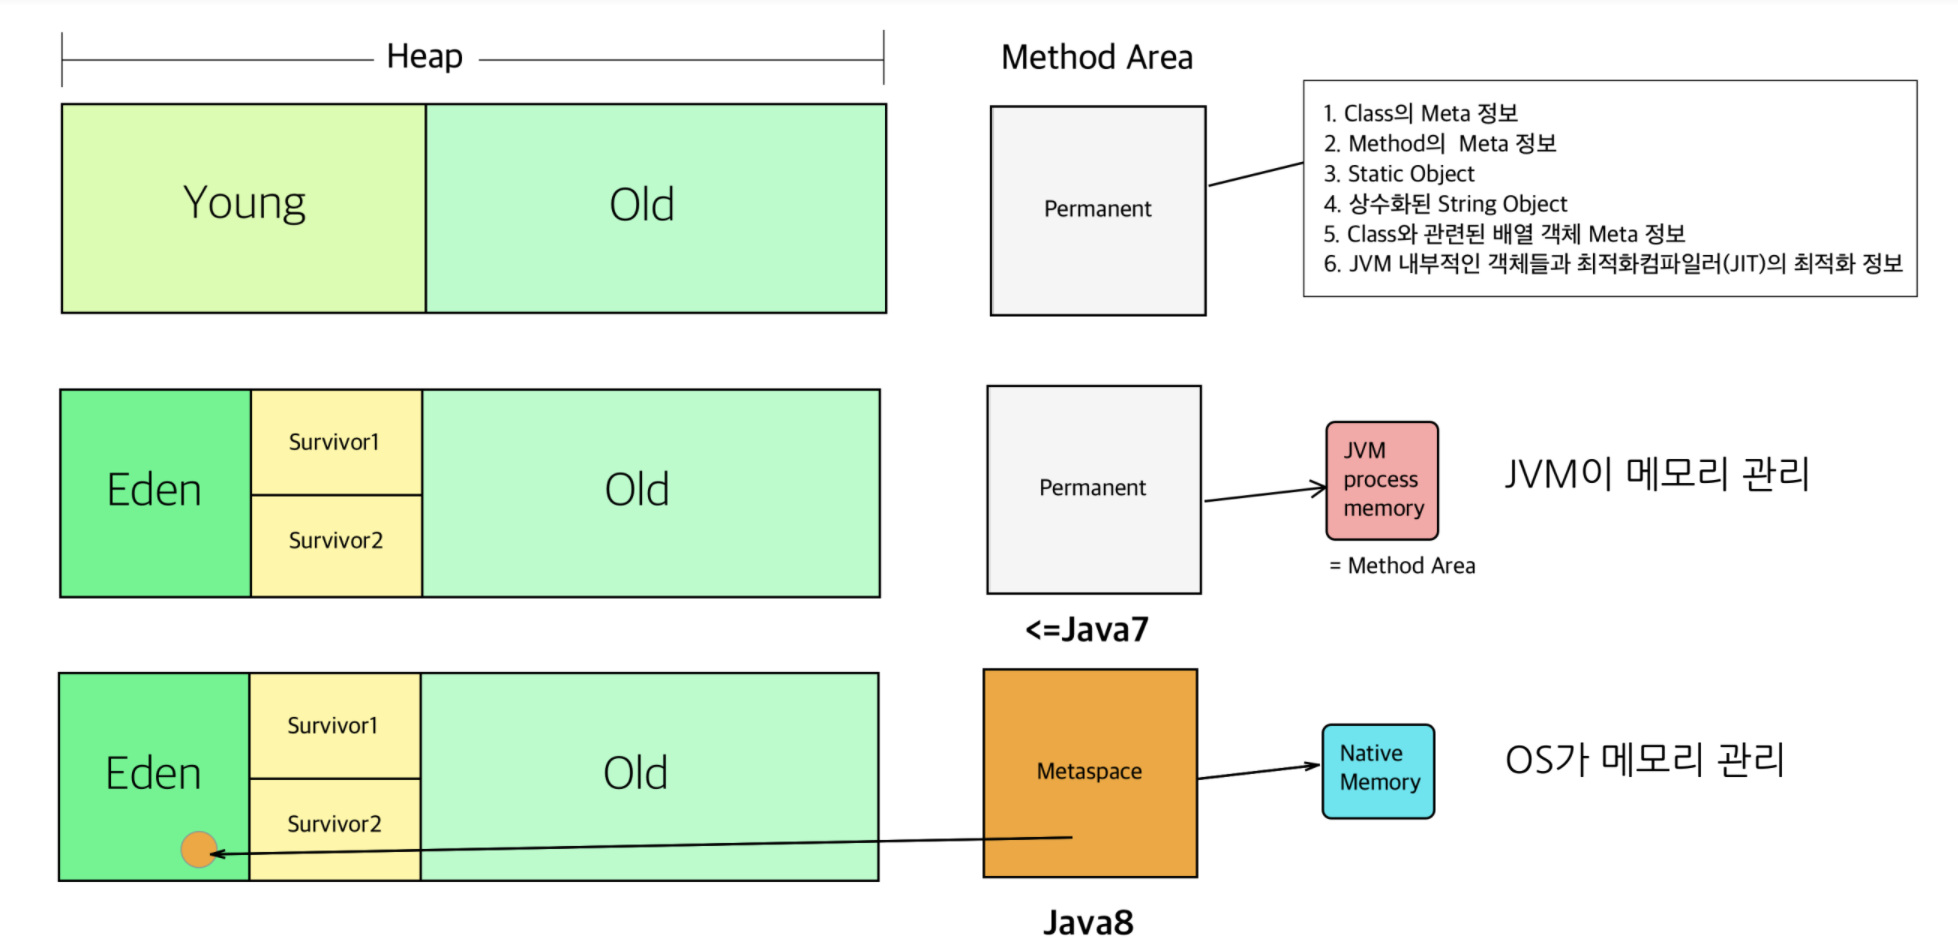 Heap
Method Area
Young
Old
Permanent
1. Class의 Meta 정보
2. Method의 Meta 정보
3. Static Object
4. 상수화된 String Object
5. Class와 관련된 배열 객체 Meta 정보
6. JVM 내부적인 객체들과 최적화컴파일러(JIT)의 최적화 정보
Eden
Survivor1
Survivor2
Old
Permanent
JVM
process
memory
= Method Area
JVM이 메모리 관리
<=Java7
Eden
Survivor1
Survivor2
Old
Metaspace
Native
Memory
OS가 메모리 관리
Java8